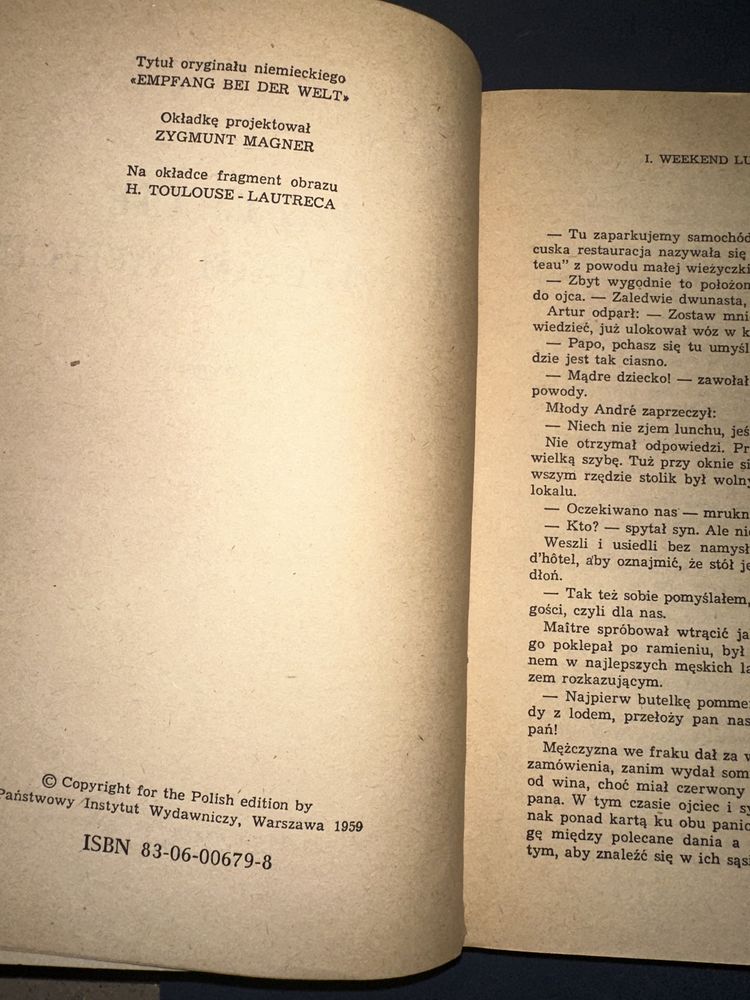 Tytuł oryginału niemieckiego
«EMPFANG BEI DER WELT»
Okładkę projektował
ZYGMUNT MAGNER
Na okładce fragment obrazu
H. TOULOUSE-LAUTRECA
© Copyright for the Polish edition by
Państwowy Instytut Wydawniczy, Warszawa 1959
ISBN 83-06-00679-8
I. WEEKEND LU
— Tu zaparkujemy samochód
cuska restauracja nazywała się
teau” z powodu małej wieżyczki
— Zbyt wygodnie to położon
do ojca. — Zaledwie dwunasta,
Artur odparł: — Zostaw mni
wiedzieć, już ulokował wóz w k
— Papo, pchasz się tu umyśl
dzie jest tak ciasno.
— Mądre dziecko! — zawołał
powody.
Młody André zaprzeczył:
— Niech nie zjem lunchu, jeś
Nie otrzymał odpowiedzi. Pr
wielką szybę. Tuż przy oknie si
wszym rzędzie stolik był wolny
lokalu.
— Oczekiwano nas — mrukn
— Kto? — spytał syn. Ale ni
Weszli i usiedli bez namysł
d'hôtel, aby oznajmić, że stół je
dłoń.
— Tak też sobie pomyślałem,
gości, czyli dla nas.
Maître spróbował wtrącić ja
go poklepał po ramieniu, był
nem w najlepszych męskich la
zem rozkazującym.
— Najpierw butelkę pomme
dy z lodem, przełoży pan nas
pań!
Mężczyzna we fraku dał za w
zamówienia, zanim wydał som
od wina, choć miał czerwony
pana. W tym czasie ojciec i sy
nak ponad kartą ku obu panio
gę między polecane dania a
tym, aby znaleźć się w ich sąs